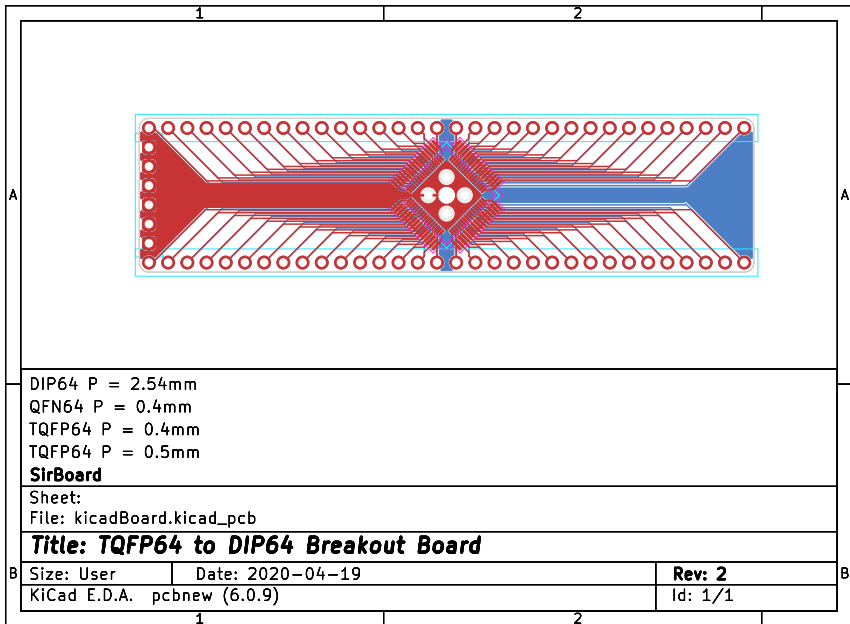 1 2
A A
DIP64 P = 2.54mm
QFN64 P = 0.4mm
TQFP64 P = 0.4mm
TQFP64 P = 0.5mm
SirBoard
Sheet:
File: kicadBoard.kicad_pcb
Title: TQFP64 to DIP64 Breakout Board
B Size: User Date: 2020-04-19 Rev: 2 B
KiCad E.D.A. pcbnew (6.0.9) Id: 1/1
1 2